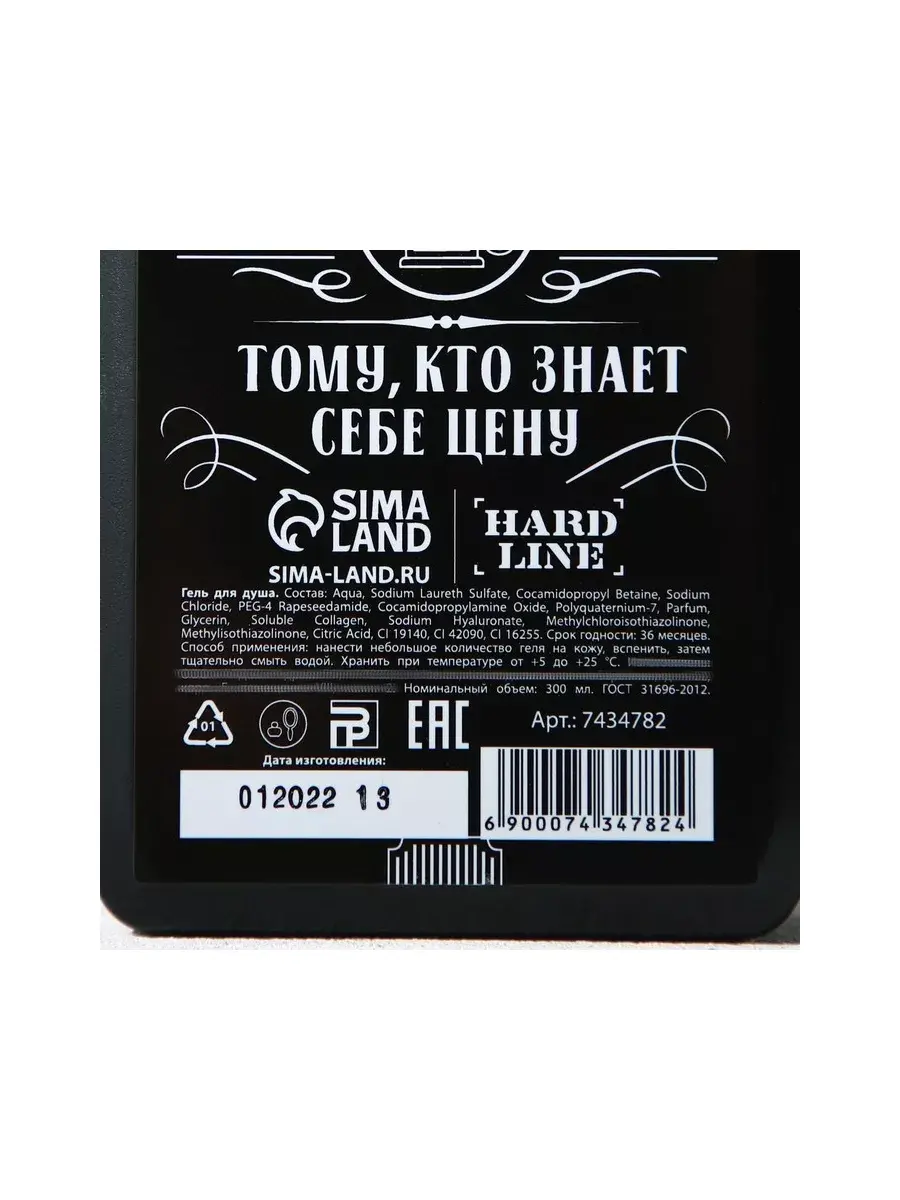 ТОМУ, КТО ЗНАЕТ
СЕБЕ ЦЕНУ
SIMA
LAND
SIMA-LAND.RU
HARD
LINE
Гель для душа. Состав: Aqua, Sodium Laureth Sulfate, Cocamidopropyl Betaine, Sodium
Chloride, PEG-4 Rapeseedamide, Cocamidopropylamine Oxide, Polyquaternium-7, Parfum,
Glycerin, Soluble Collagen, Sodium Hyaluronate, Methylchloroisothiazolinone,
Methylisothiazolinone, Citric Acid, CI 19140, CI 42090, CI 16255. Срок годности: 36 месяцев.
Способ применения: нанести небольшое количество геля на кожу, вспенить, затем
тщательно смыть водой. Хранить при температуре от +5 до +25 °С.
Номинальный объем: 300 мл. ГОСТ 31696-2012.
01
ЕАС
Арт.: 7434782
Дата изготовления:
012022 13
6 900074 347824